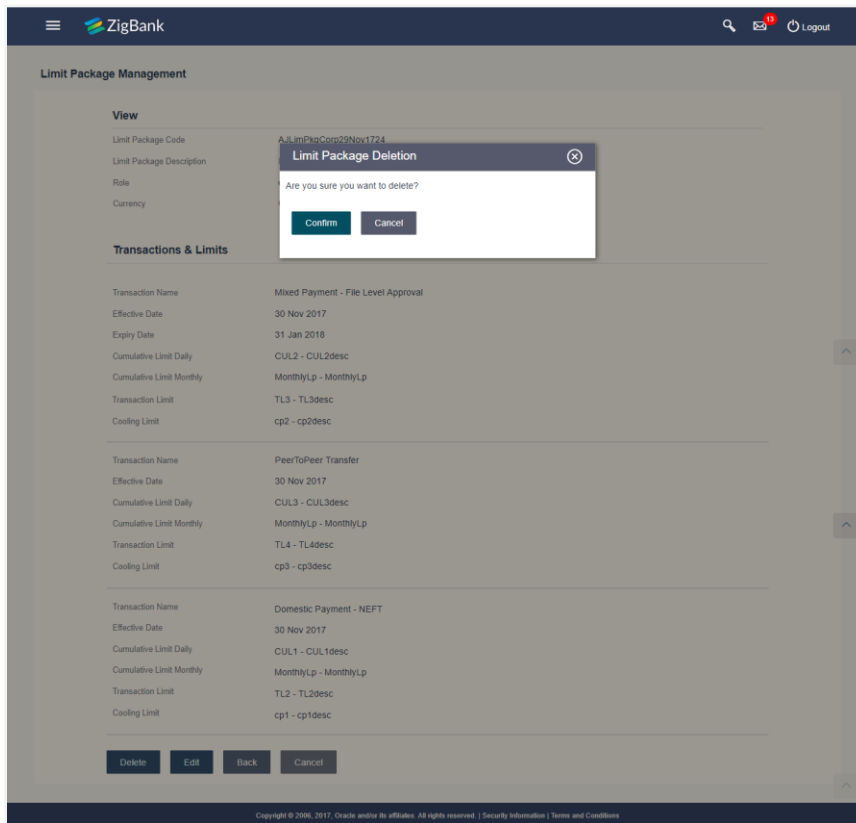 ZigBank
13
Logout
Limit Package Management
View
Limit Package Code AJLimPkgCorp29Nov1724
Limit Package Description
Role
Currency
Limit Package Deletion
Are you sure you want to delete?
Confirm Cancel
Transactions & Limits
Transaction Name Mixed Payment - File Level Approval
Effective Date 30 Nov 2017
Expiry Date 31 Jan 2018
Cumulative Limit Daily CUL2 - CUL2desc
Cumulative Limit Monthly MonthlyLp - MonthlyLp
Transaction Limit TL3 - TL3desc
Cooling Limit cp2 - cp2desc
Transaction Name PeerToPeer Transfer
Effective Date 30 Nov 2017
Cumulative Limit Daily CUL3 - CUL3desc
Cumulative Limit Monthly MonthlyLp - MonthlyLp
Transaction Limit TL4 - TL4desc
Cooling Limit cp3 - cp3desc
Transaction Name Domestic Payment - NEFT
Effective Date 30 Nov 2017
Cumulative Limit Daily CUL1 - CUL1desc
Cumulative Limit Monthly MonthlyLp - MonthlyLp
Transaction Limit TL2 - TL2desc
Cooling Limit cp1 - cp1desc
Delete Edit Back Cancel
Copyright © 2006, 2017, Oracle and/or its affiliates. All rights reserved. | Security Information | Terms and Conditions